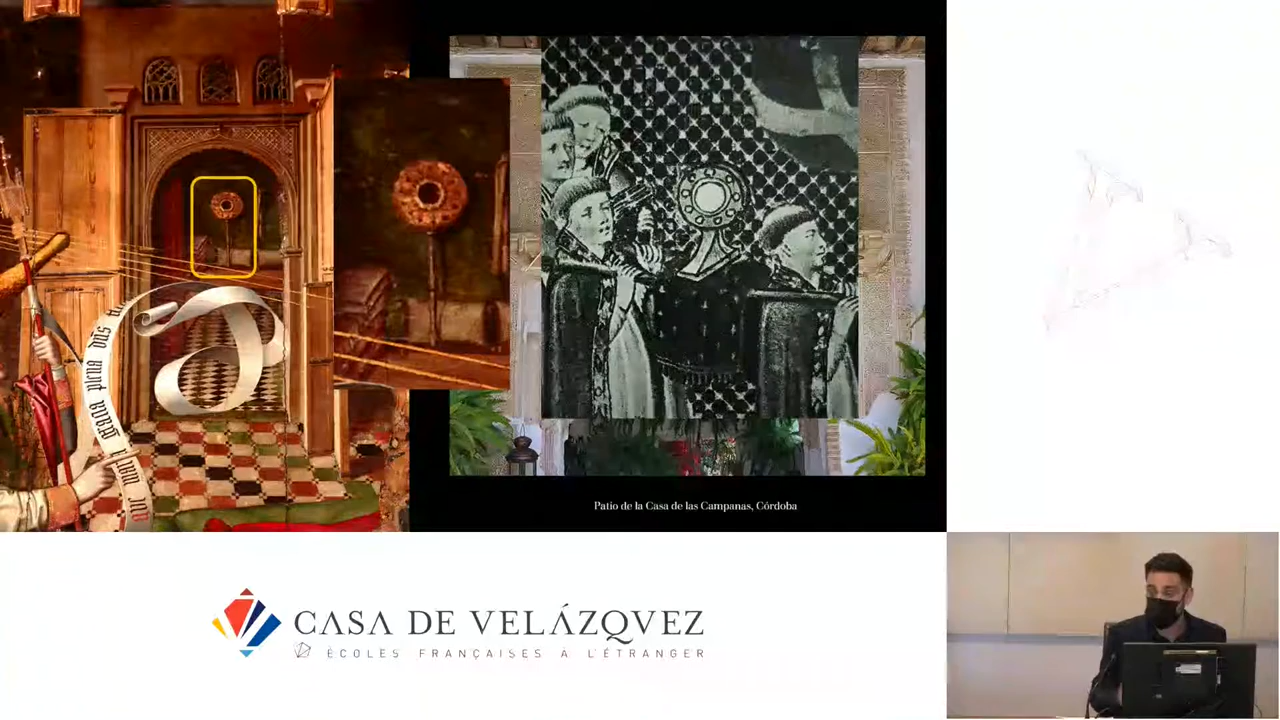 Patio de la Casa de las Campanas, Córdoba
CASA DE VELÁZQVEZ
ÉCOLES FRANÇAISES À L'ÉTRANGER